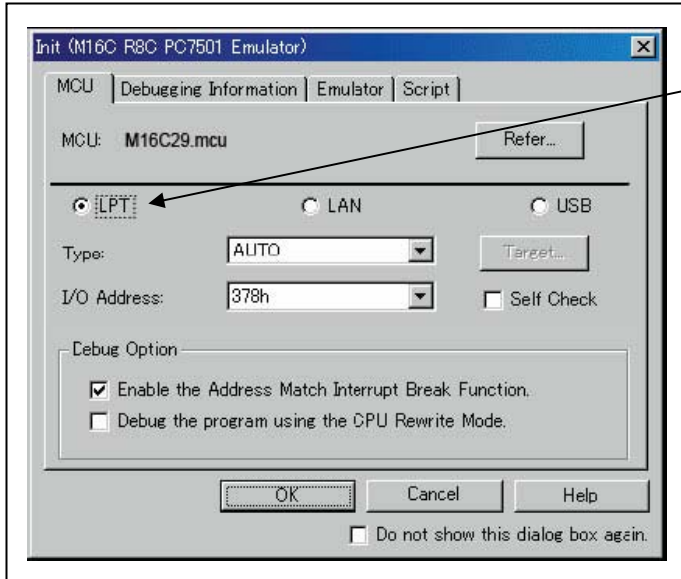 Init (M16C R8C PC7501 Emulator)
MCU Debugging Information Emulator Script
MCU: M16C29.mcu Refer...
LPT LAN USB
Type: AUTO Target...
I/O Address: 378h Self Check
Debug Option
Enable the Address Match Interrupt Break Function.
Debug the program using the CPU Rewrite Mode.
OK Cancel Help
Do not show this dialog box again.